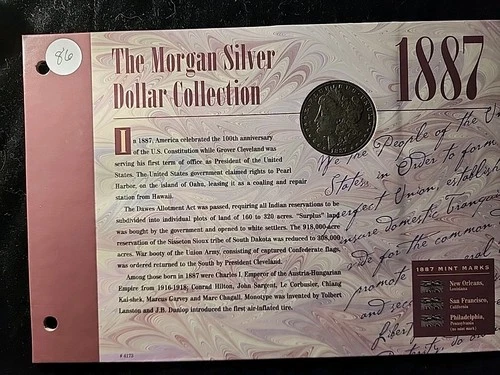 86
The Morgan Silver
Dollar Collection
1887
In 1887, America celebrated the 100th anniversary
of the U.S. Constitution while Grover Cleveland was
serving his first term of office as President of the United
States. The United States government claimed rights to Pearl
Harbor, on the island of Oahu, leasing it as a coaling and repair
station from Hawaii.
The Dawes Allotment Act was passed, requiring all Indian reservations to be
subdivided into individual plots of land of 160 to 320 acres. "Surplus" land
was bought by the government and opened to white settlers. The 918,000-acre
reservation of the Sisseton Sioux tribe of South Dakota was reduced to 308,000
acres. War booty of the Union Army, consisting of captured Confederate flags,
was ordered returned to the South by President Cleveland.
Among those born in 1887 were Charles I, Emperor of the Austria-Hungarian
Empire from 1916-1918, Conrad Hilton, John Sargent, Le Corbusier, Chiang
Kai-shek, Marcus Garvey and Marc Chagall. Monotype was invented by Tolbert
Lanston and J.B. Dunlop introduced the first air-inflated tire.
We the People of the Un
States, in Order to form
perfect Union, establish
insure domestic Tranqui
ide for the common
promote
and secu
Libert
1887 MINT MARKS
New Orleans,
Louisiana
San Francisco,
California
Philadelphia,
Pennsylvania
(no mint mark)